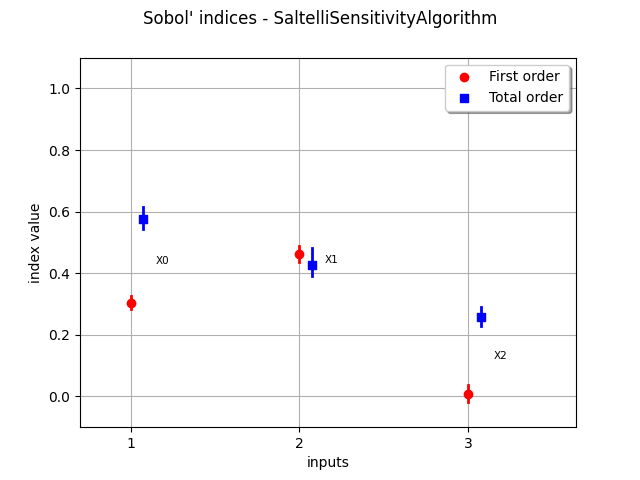 Sobol' indices - SaltelliSensitivityAlgorithm
First order
Total order
1.0
0.8
0.6
0.4
0.2
0.0
index value
X0
X1
X2
1 2 3
inputs